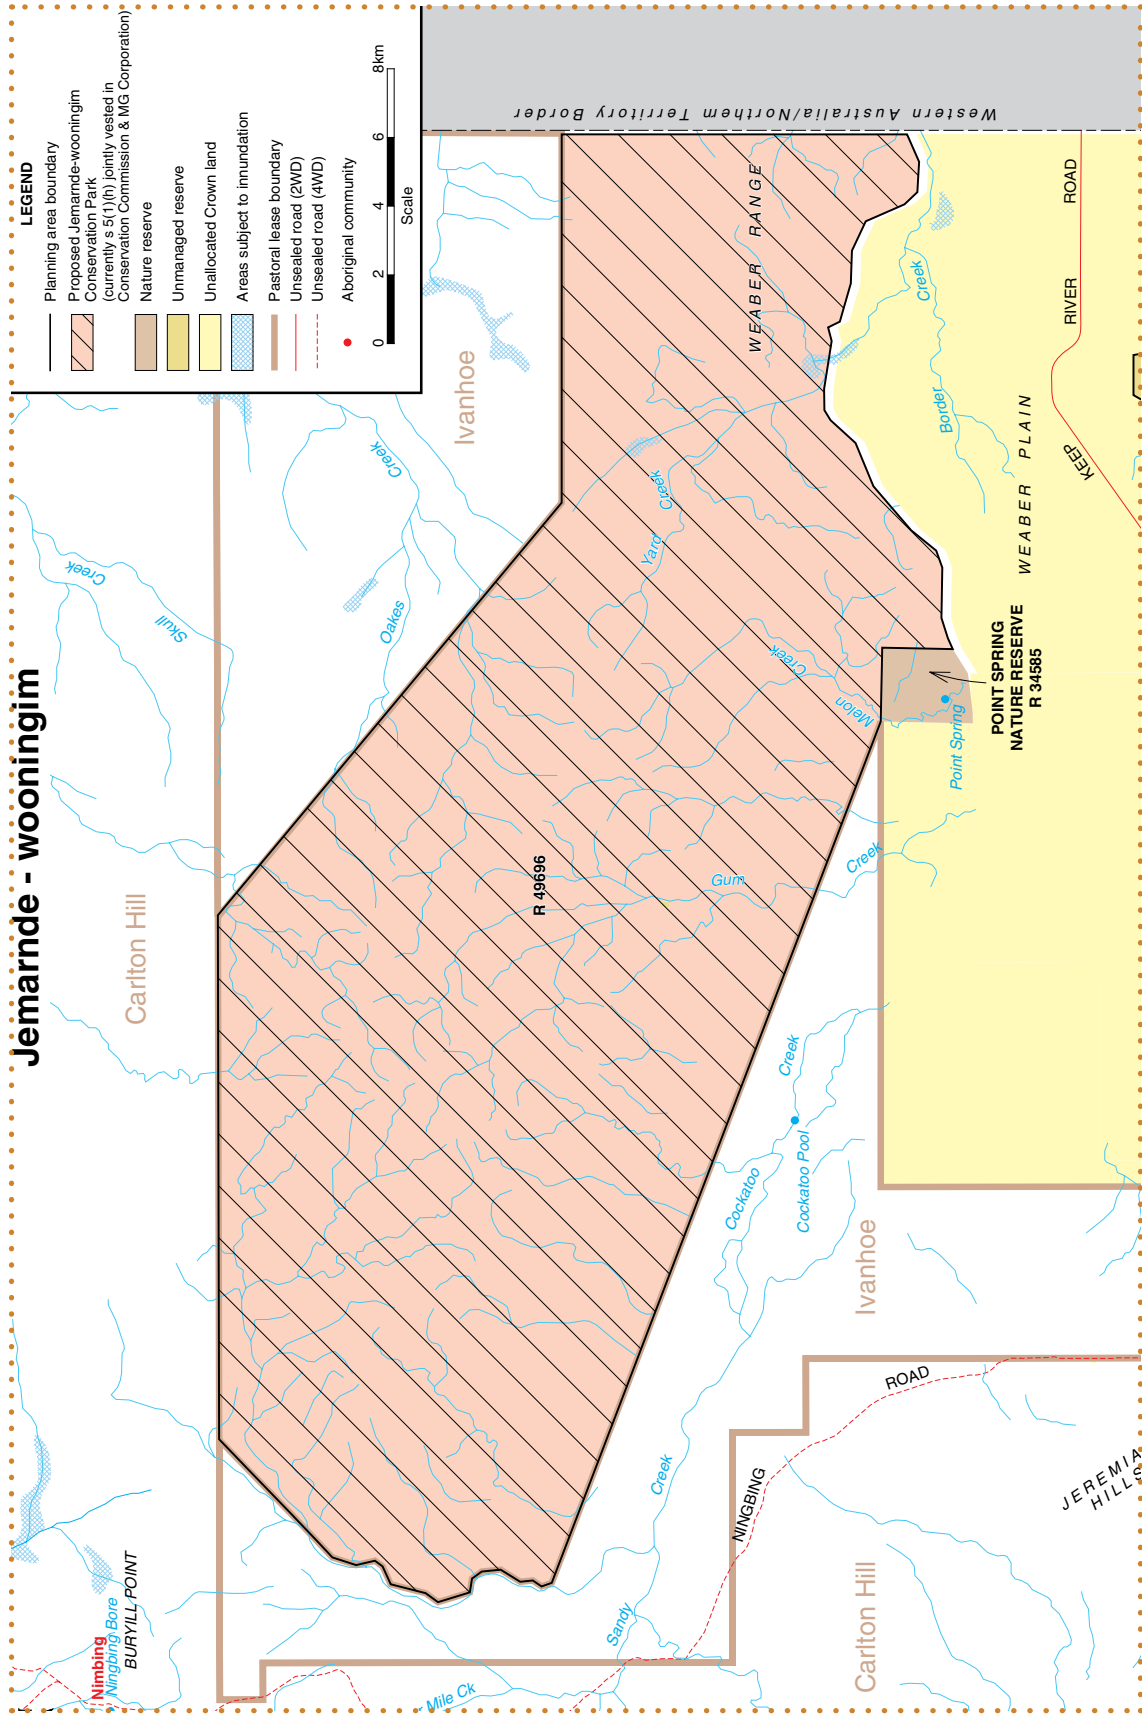 Jemarnde - wooningim
LEGEND
Planning area boundary
Proposed Jemarnde-wooningim
Conservation Park
(currently s 5(1)(h) jointly vested in
Conservation Commission & MG Corporation)
Nature reserve
Unmanaged reserve
Unallocated Crown land
Areas subject to innundation
Pastoral lease boundary
Unsealed road (2WD)
Unsealed road (4WD)
Aboriginal community
0 2 4 6 8km
Scale
Nimbing
Ningbing Bore
BURYILL POINT
Carlton Hill
Skull
Creek
Oakes
Creek
Ivanhoe
Western Australia/Northern Territory Border
Mile Ck
Sandy
Creek
R 49696
Yard
Creek
WEABER RANGE
Cockatoo
Creek
Cockatoo Pool
Gum
Creek
Melon
Creek
NINGBING
ROAD
Carlton Hill
Ivanhoe
Point Spring
POINT SPRING
NATURE RESERVE
R 34585
Border
Creek
WEABER PLAIN
KEEP
RIVER
ROAD
JEREMIA
HILLS